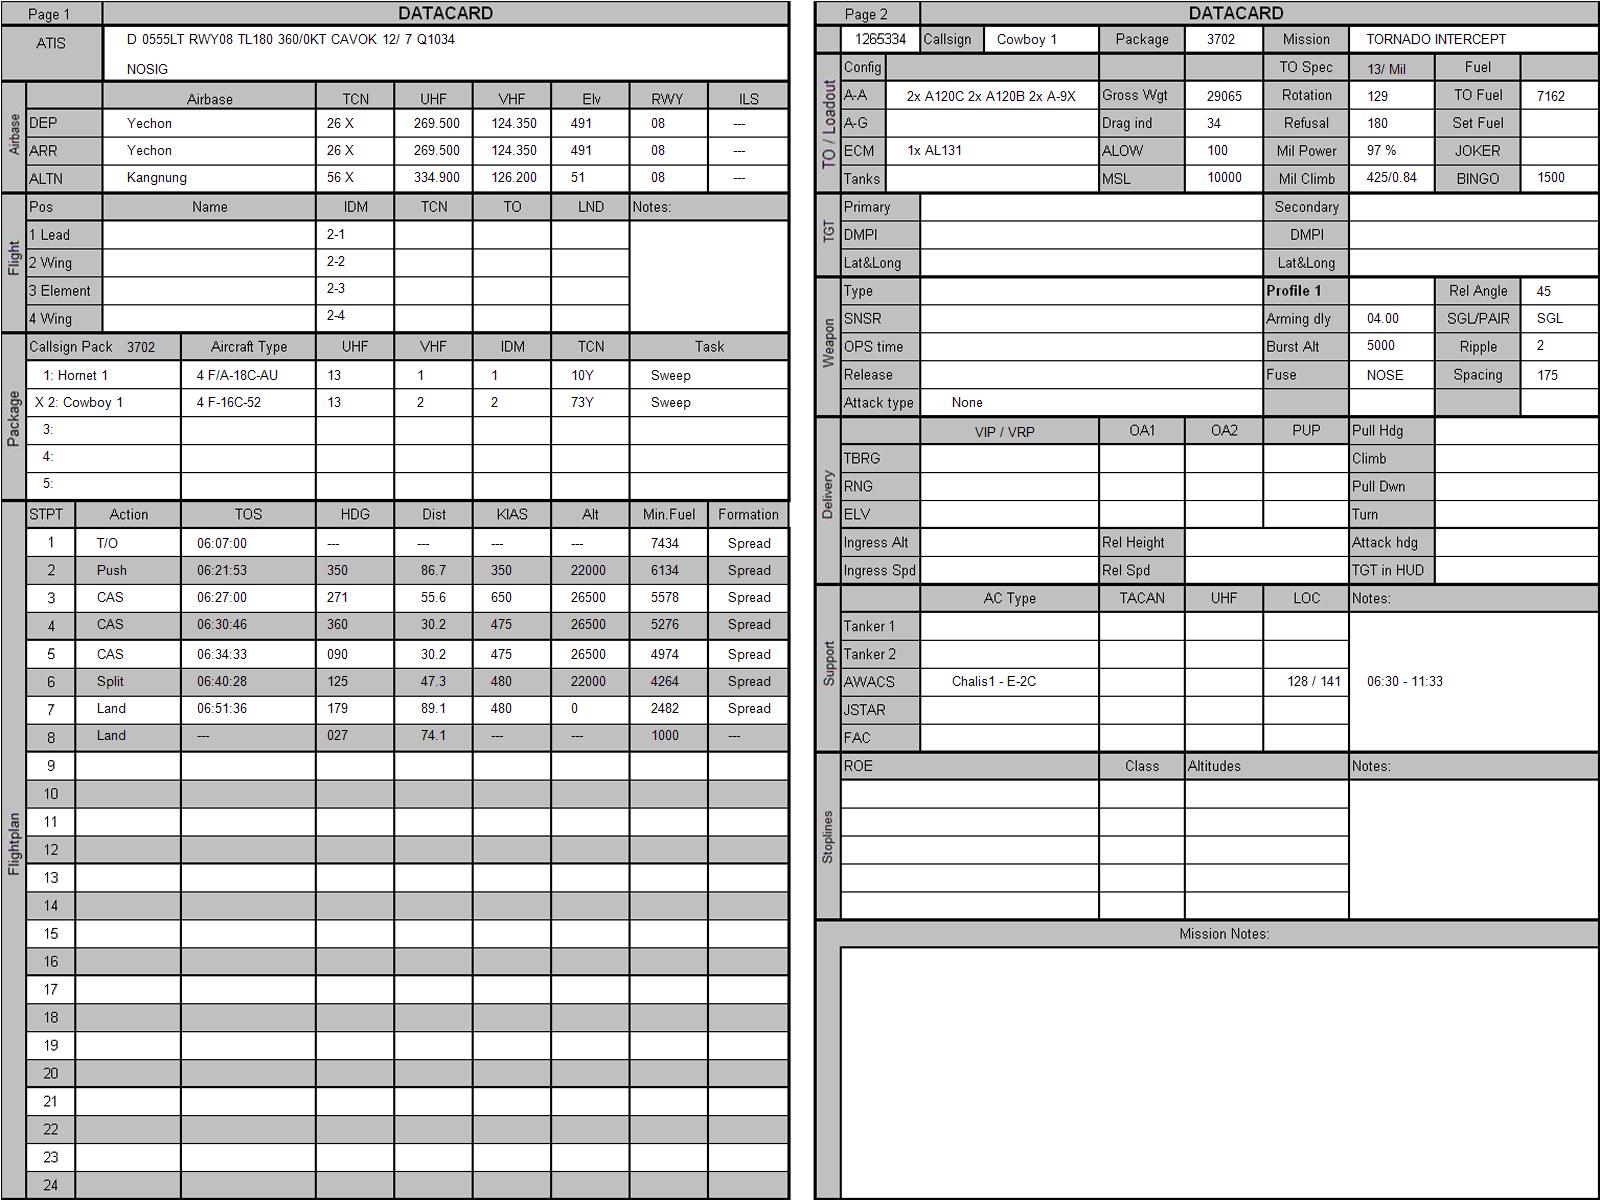 Page 1 DATACARD
ATIS D 0555LT RWY08 TL180 360/0KT CAVOK 12/ 7 Q1034
NOSIG
Airbase
Airbase TCN UHF VHF Elv RWY ILS
DEP Yechon 26 X 269.500 124.350 491 08 ---
ARR Yechon 26 X 269.500 124.350 491 08 ---
ALTN Kangnung 56 X 334.900 126.200 51 08 ---
Flight
Pos Name IDM TCN TO LND Notes:
1 Lead 2-1
2 Wing 2-2
3 Element 2-3
4 Wing 2-4
Package
Callsign Pack 3702 Aircraft Type UHF VHF IDM TCN Task
1: Hornet 1 4 F/A-18C-AU 13 1 1 10Y Sweep
X 2: Cowboy 1 4 F-16C-52 13 2 2 73Y Sweep
3:
4:
5:
Flightplan
STPT Action TOS HDG Dist KIAS Alt Min.Fuel Formation
1 T/O 06:07:00 --- --- --- --- 7434 Spread
2 Push 06:21:53 350 86.7 350 22000 6134 Spread
3 CAS 06:27:00 271 55.6 650 26500 5578 Spread
4 CAS 06:30:46 360 30.2 475 26500 5276 Spread
5 CAS 06:34:33 090 30.2 475 26500 4974 Spread
6 Split 06:40:28 125 47.3 480 22000 4264 Spread
7 Land 06:51:36 179 89.1 480 0 2482 Spread
8 Land --- 027 74.1 --- --- 1000 ---
9
10
11
12
13
14
15
16
17
18
19
20
21
22
23
24
Page 2 DATACARD
1265334 Callsign Cowboy 1 Package 3702 Mission TORNADO INTERCEPT
TO / Loadout
Config TO Spec 13/ Mil Fuel
A-A 2x A120C 2x A120B 2x A-9X Gross Wgt 29065 Rotation 129 TO Fuel 7162
A-G Drag ind 34 Refusal 180 Set Fuel
ECM 1x AL131 ALOW 100 Mil Power 97 % JOKER
Tanks MSL 10000 Mil Climb 425/0.84 BINGO 1500
TGT
Primary Secondary
DMPI DMPI
Lat&Long Lat&Long
Weapon
Type Profile 1 Rel Angle 45
SNSR Arming dly 04.00 SGL/PAIR SGL
OPS time Burst Alt 5000 Ripple 2
Release Fuse NOSE Spacing 175
Attack type None
Delivery
VIP / VRP OA1 OA2 PUP Pull Hdg
TBRG Climb
RNG Pull Dwn
ELV Turn
Ingress Alt Rel Height Attack hdg
Ingress Spd Rel Spd TGT in HUD
Support
AC Type TACAN UHF LOC Notes:
Tanker 1
Tanker 2
AWACS Chalis1 - E-2C 128 / 141 06:30 - 11:33
JSTAR
FAC
Stoplines
ROE Class Altitudes Notes:
Mission Notes: